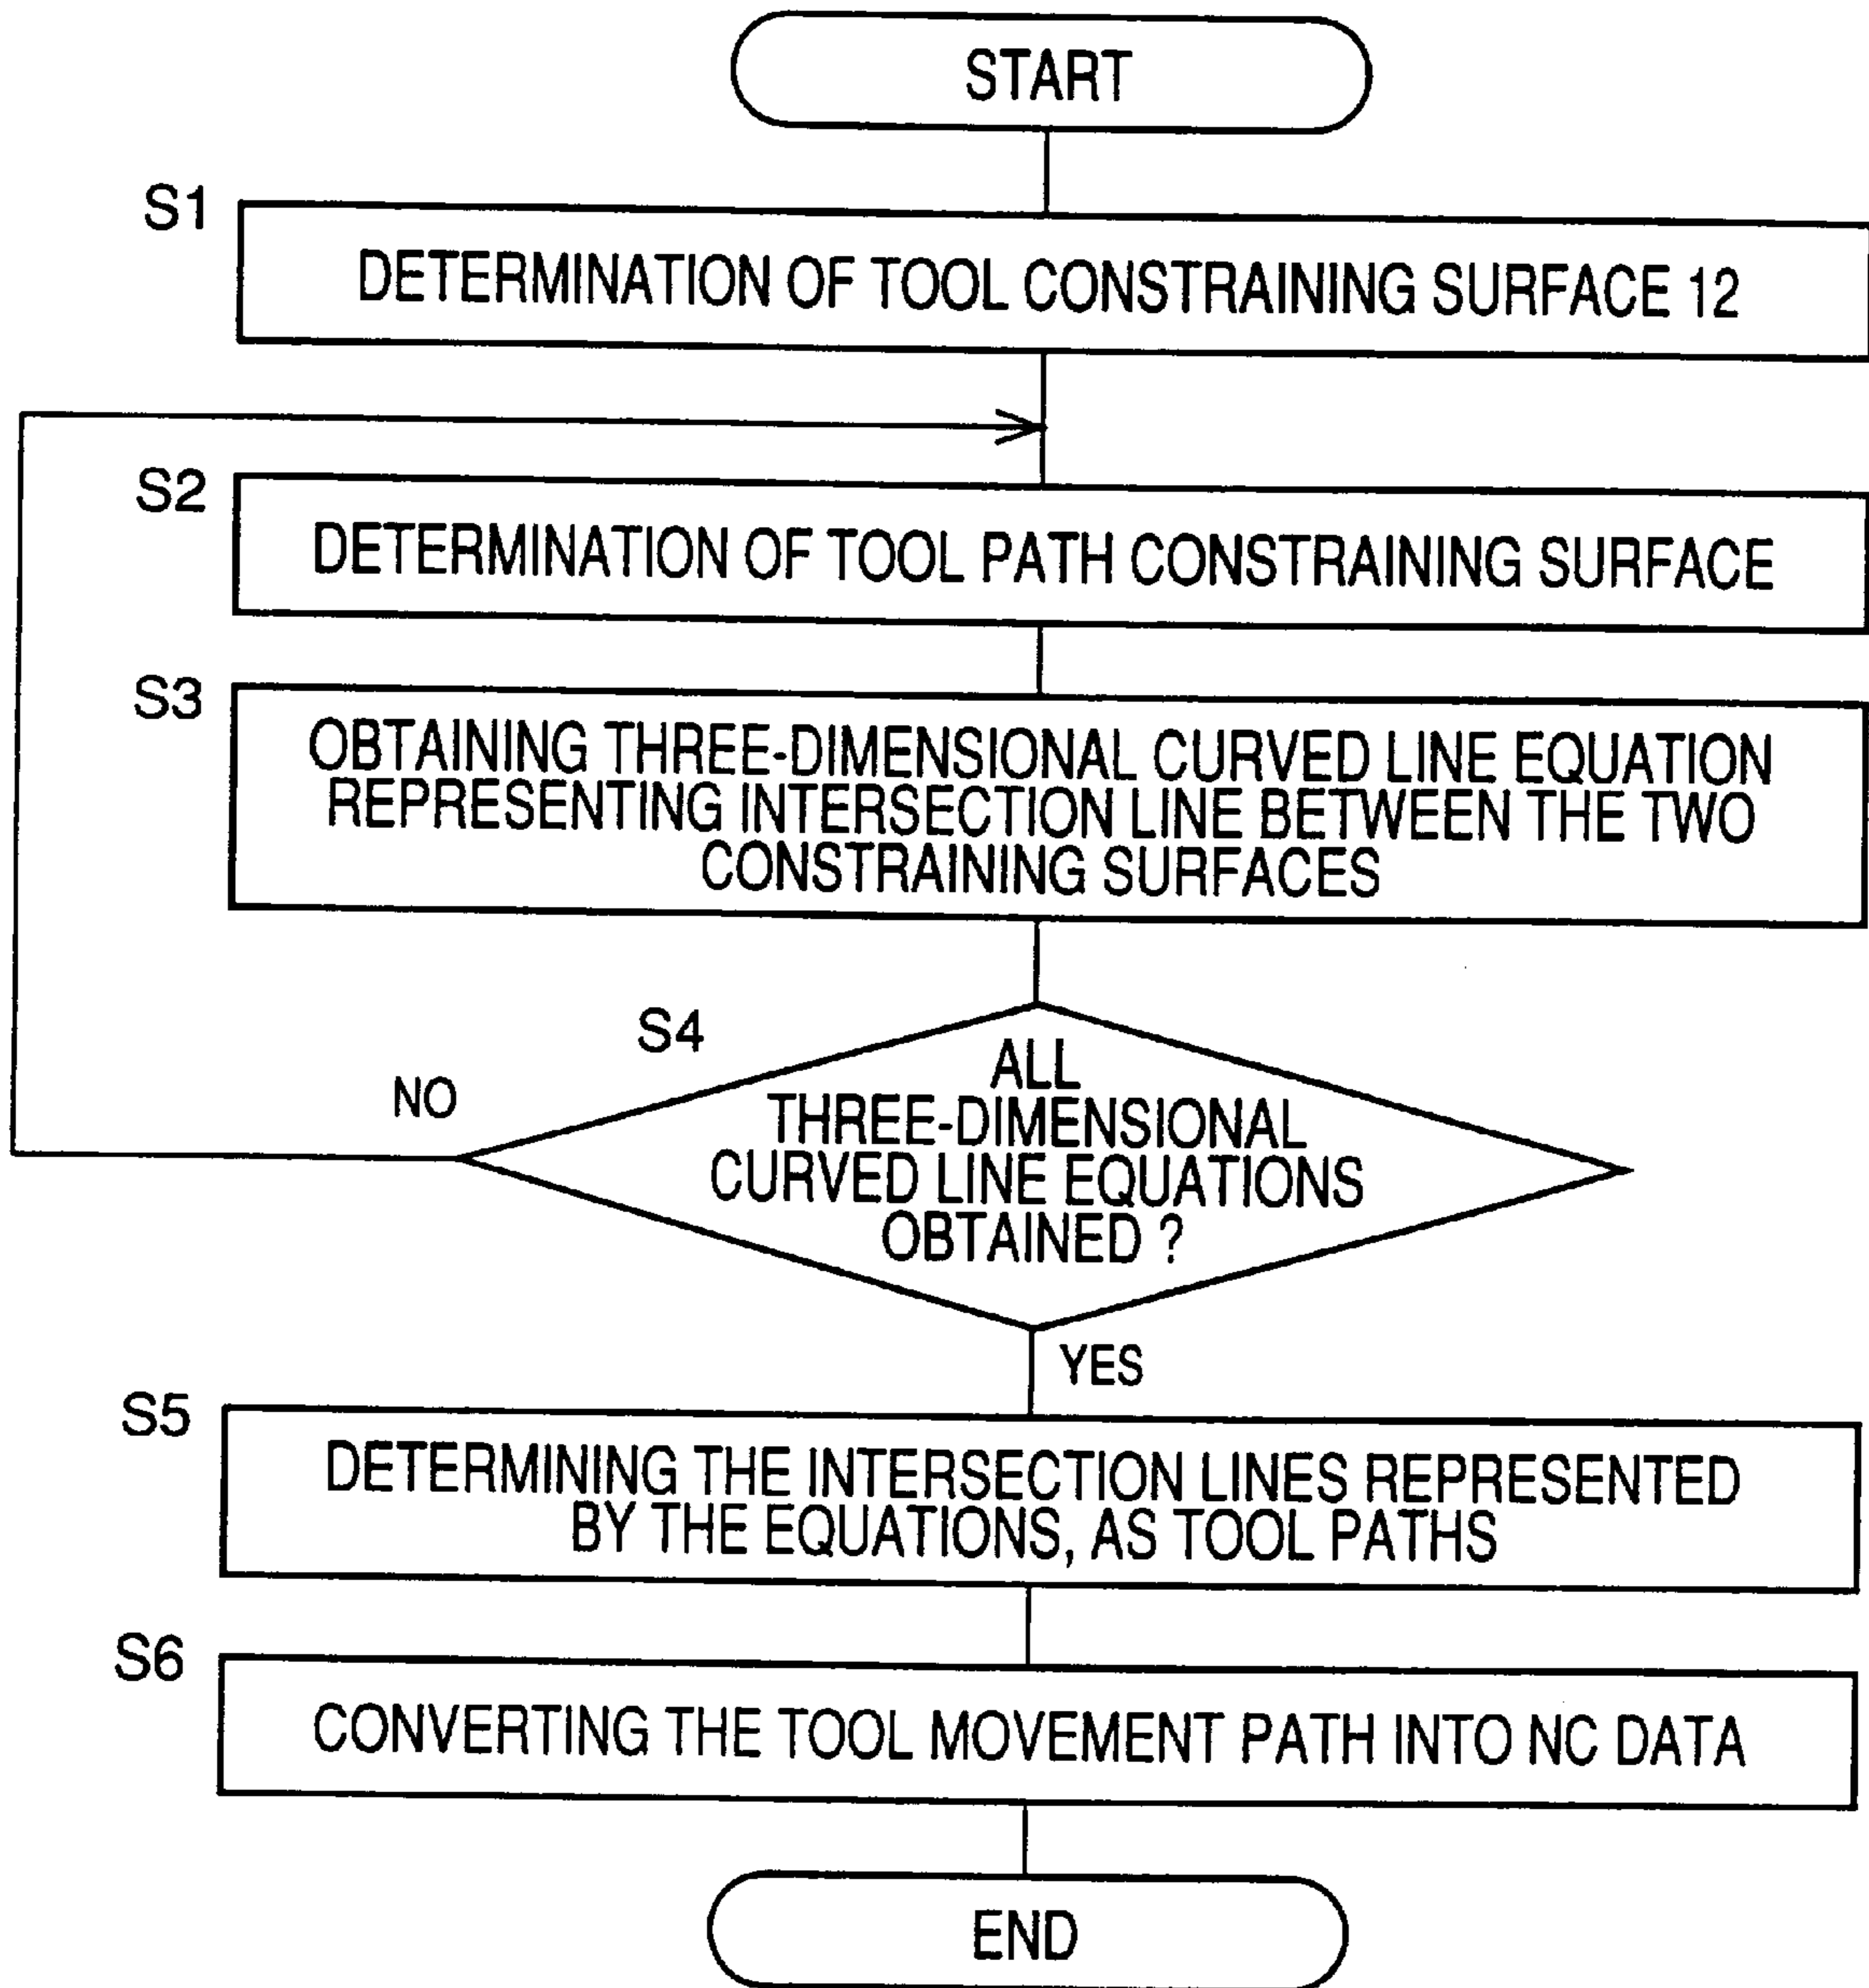 START
S1
DETERMINATION OF TOOL CONSTRAINING SURFACE 12
S2
DETERMINATION OF TOOL PATH CONSTRAINING SURFACE
S3
OBTAINING THREE-DIMENSIONAL CURVED LINE EQUATION
REPRESENTING INTERSECTION LINE BETWEEN THE TWO
CONSTRAINING SURFACES
S4
NO
ALL
THREE-DIMENSIONAL
CURVED LINE EQUATIONS
OBTAINED ?
YES
S5
DETERMINING THE INTERSECTION LINES REPRESENTED
BY THE EQUATIONS, AS TOOL PATHS
S6
CONVERTING THE TOOL MOVEMENT PATH INTO NC DATA
END